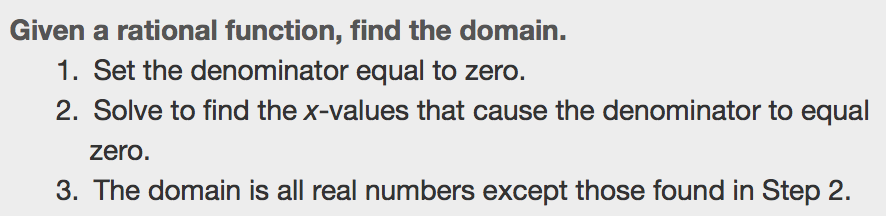 Given a rational function, find the domain.
1. Set the denominator equal to zero.
2. Solve to find the x-values that cause the denominator to equal
zero.
3. The domain is all real numbers except those found in Step 2.